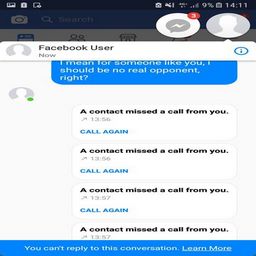 9% 14:11
Search
3
Facebook User
Now
I mean for someone like you, I
should be no real opponent,
right?
A contact missed a call from you.
13:56
CALL AGAIN
A contact missed a call from you.
13:56
CALL AGAIN
A contact missed a call from you.
13:57
CALL AGAIN
A contact missed a call from you.
13:57
You can't reply to this conversation. Learn More